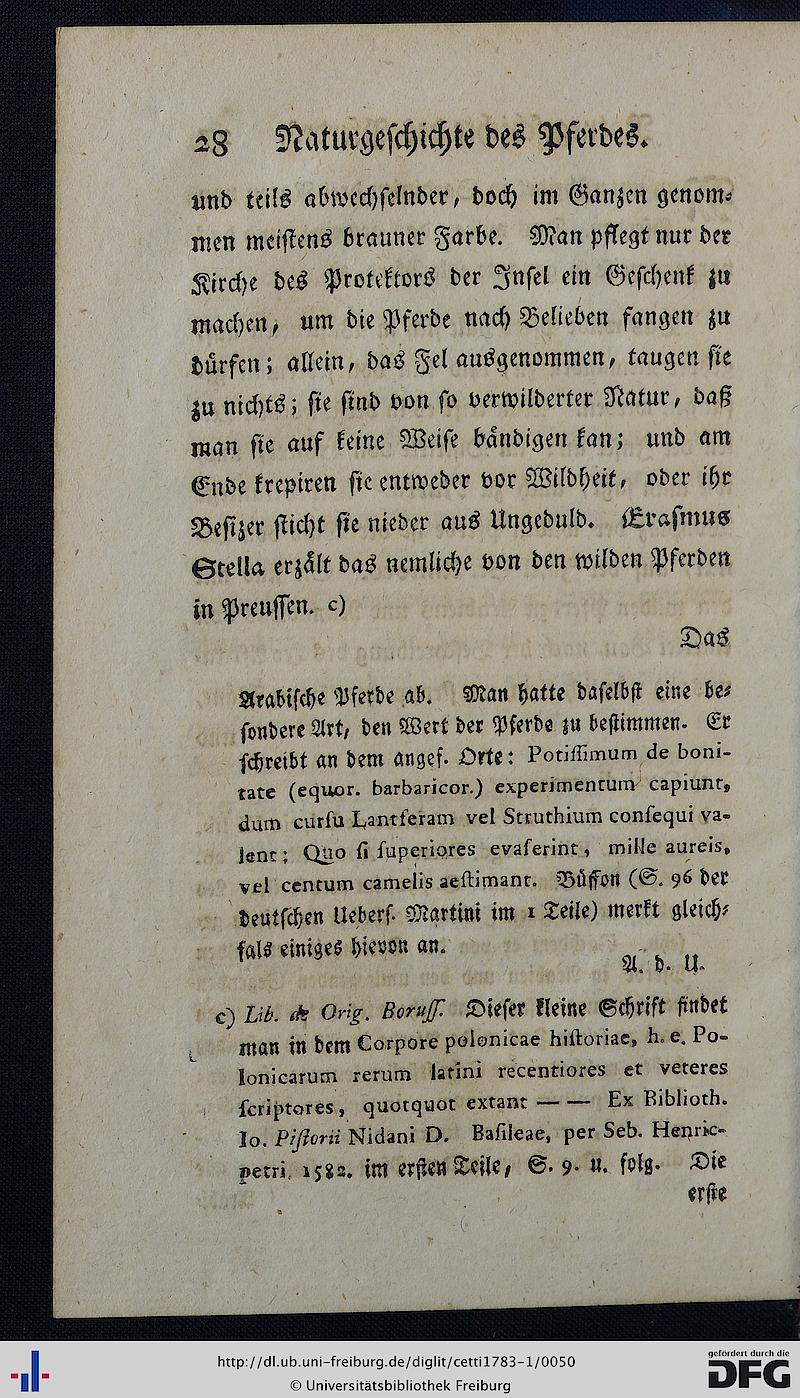 28 Naturgeschichte des Pferdes.
und teils abwechselnder, doch im Ganzen genom-
men meistens brauner Farbe. Man pflegt nur der
Kirche des Protektors der Insel ein Geschenk zu
machen, um die Pferde nach Belieben fangen zu
dürfen; allein, das Fel ausgenommen, taugen sie
zu nichts; sie sind von so verwilderter Natur, daß
man sie auf keine Weise bändigen kan; und am
Ende krepiren sie entweder vor Wildheit, oder ihr
Besizer sticht sie nieder aus Ungeduld. Erasmus
Stella erzält das nemliche von den wilden Pferden
in Preussen. c)
Das
Arabische Pferde ab. Man hatte daselbst eine be-
sondere Art, den Wert der Pferde zu bestimmen. Er
schreibt an dem angef. Orte: Potissimum de boni-
tate (equor. barbaricor.) experimentum capiunt,
dum cursu Lantferam vel Struthium consequi va-
lent; Quo si superiores evaserint, mille aureis,
vel centum camelis aestimant. Büffon (S. 96 der
deutschen Uebers. Martini im 1 Teile) merkt gleich-
fals einiges hievon an.
A. d. U.
c) Lib. de Orig. Boruss. Dieser kleine Schrift findet
man in dem Corpore polonicae historiae, h. e. Po-
lonicarum rerum latini recentiores et veteres
scriptores, quotquot extant — — Ex Biblioth.
Io. Pistorii Nidani D. Basileae, per Seb. Henric-
petri, 1582. im ersten Teile, S. 9. u. folg. Die
erste
http://dl.ub.uni-freiburg.de/diglit/cetti1783-1/0050
© Universitätsbibliothek Freiburg
gefördert durch die
DFG